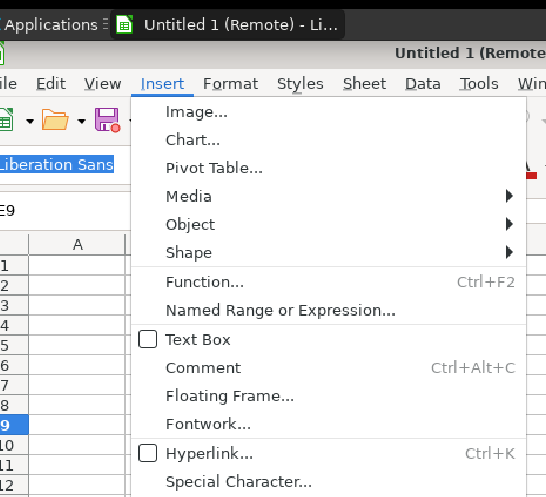 Applications
Untitled 1 (Remote) - Li...
Untitled 1 (Remote
ile Edit View Insert Format Styles Sheet Data Tools Win
Image...
Chart...
Liberation Sans
Pivot Table...
Media
E9
Object
A
Shape
1
Function... Ctrl+F2
2
3
Named Range or Expression...
4
5
Text Box
6
Comment Ctrl+Alt+C
7
Floating Frame...
8
9
Fontwork...
10
Hyperlink... Ctrl+K
11
12
Special Character...